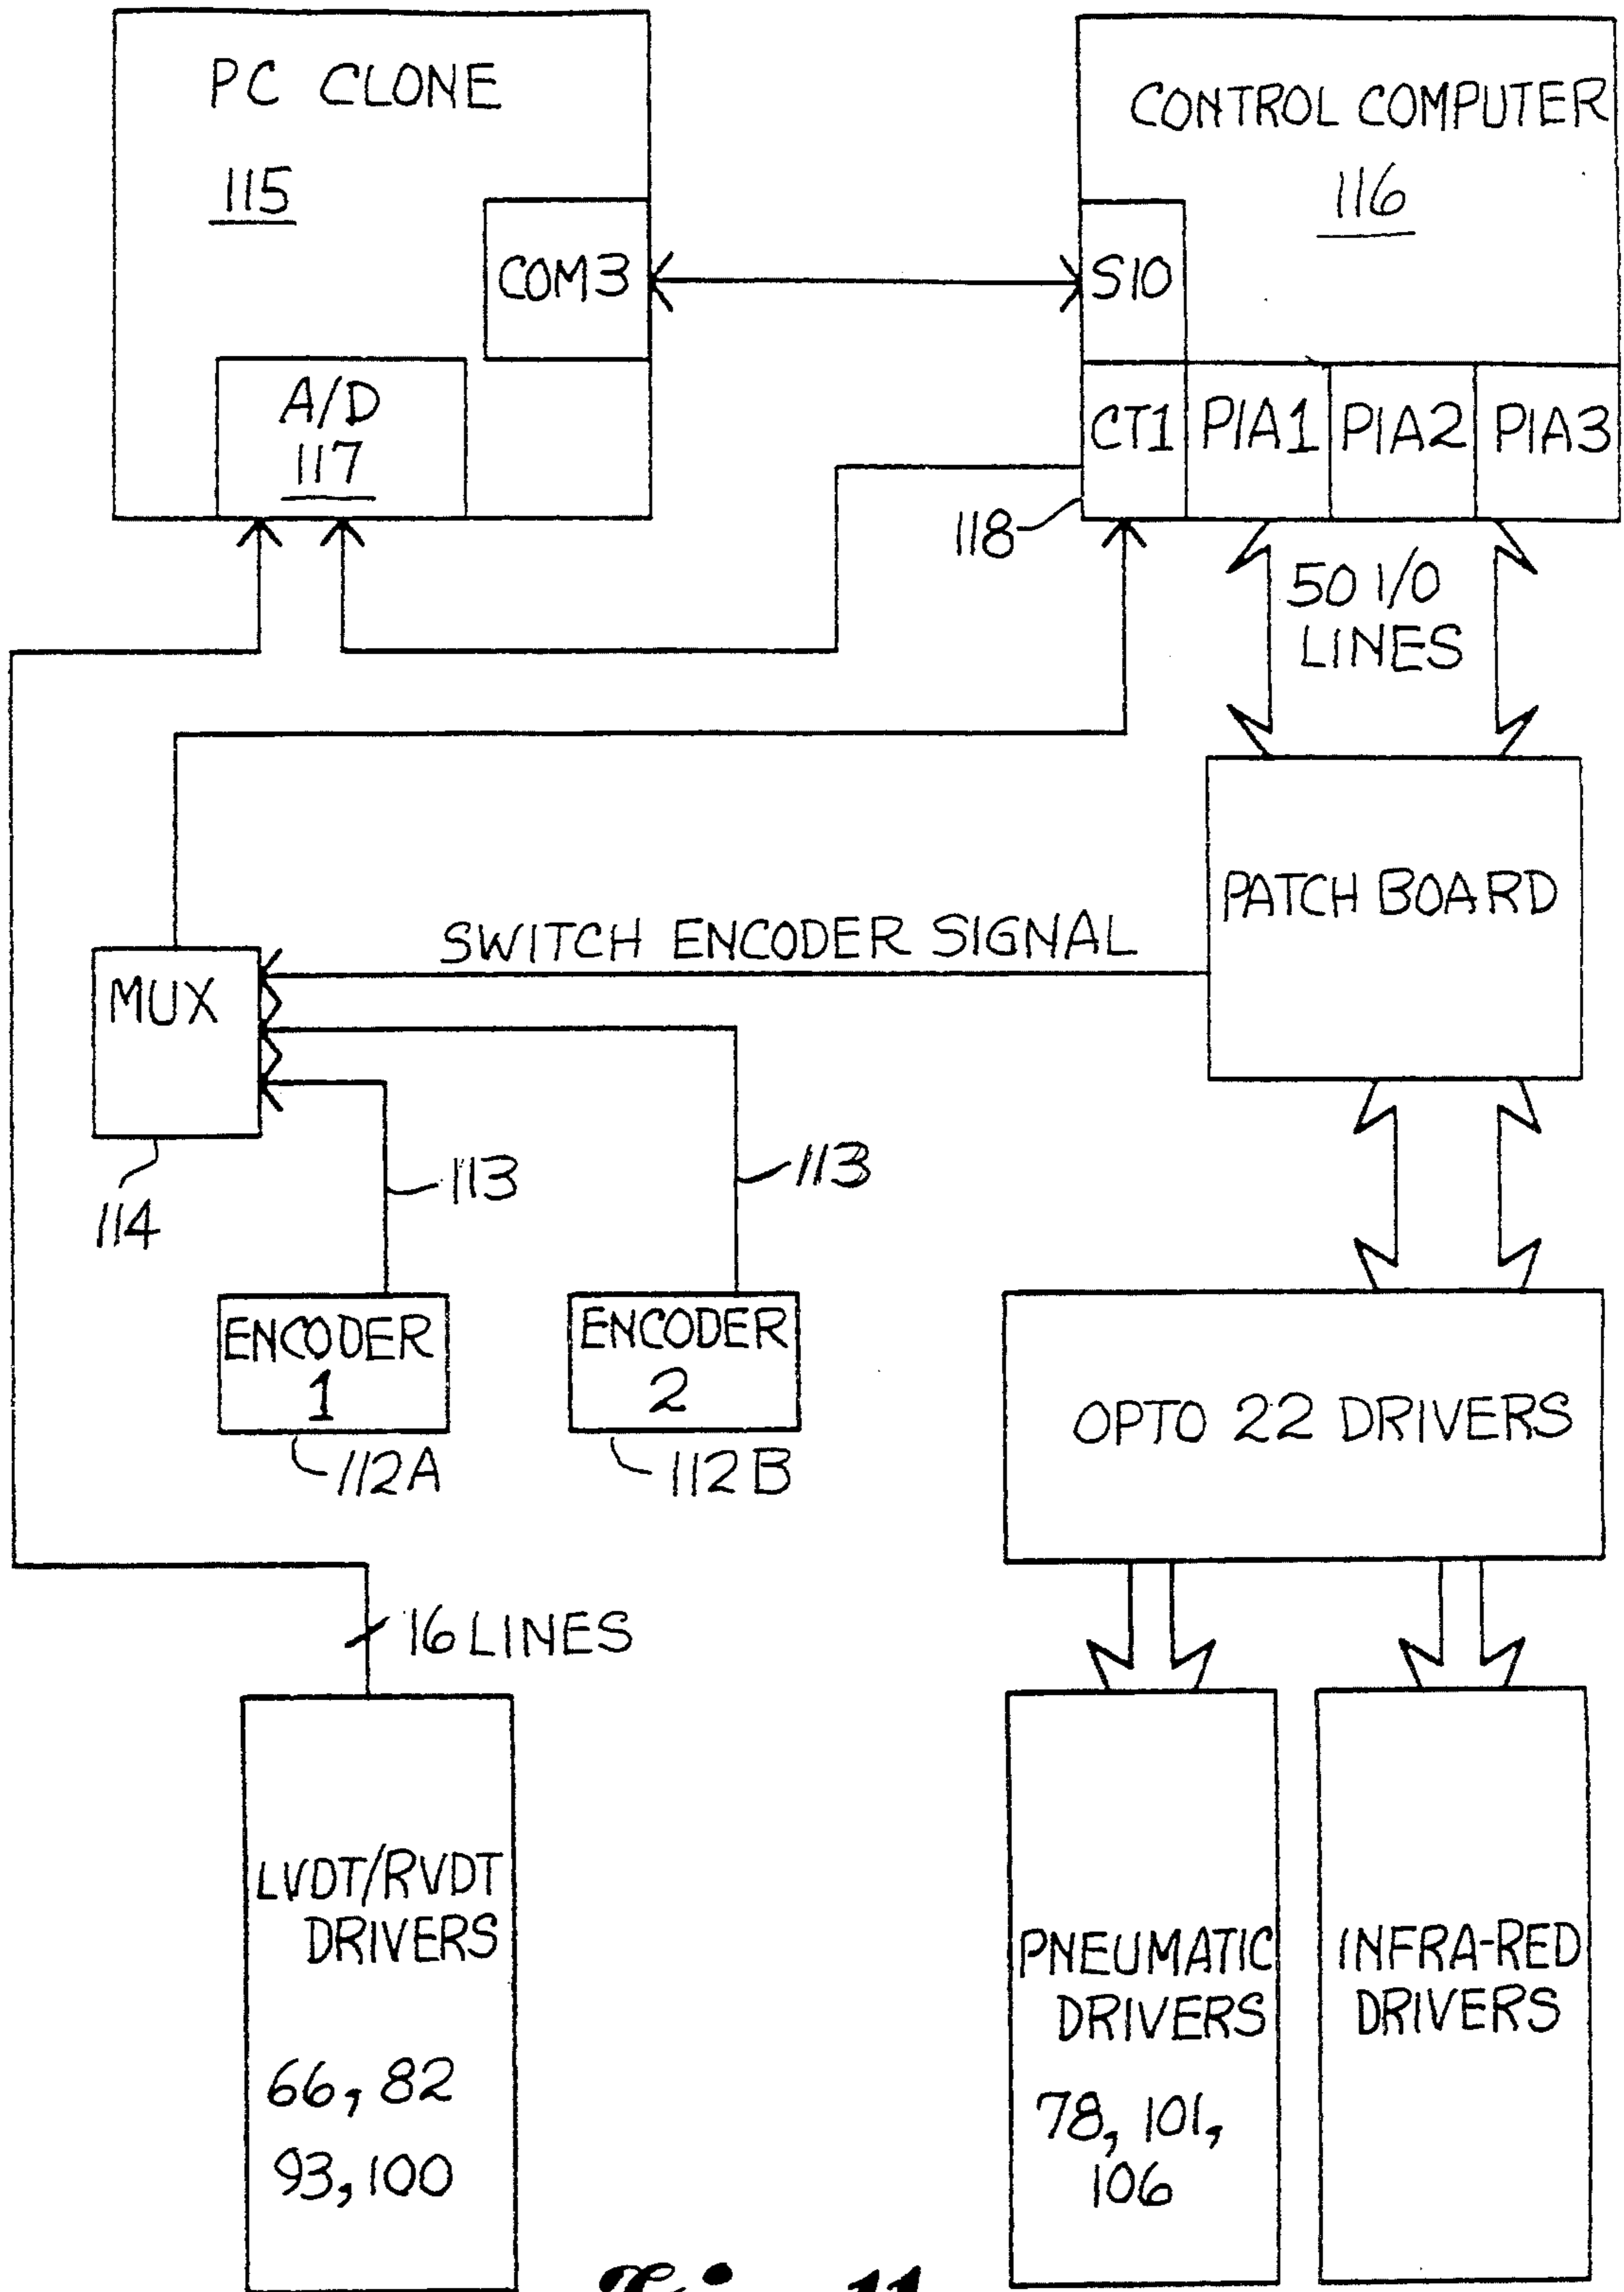 PC CLONE
115
COM3
A/D
117
CONTROL COMPUTER
116
SIO
CT1
PIA1
PIA2
PIA3
118
50 I/O
LINES
PATCH BOARD
SWITCH ENCODER SIGNAL
MUX
114
113
113
ENCODER
1
112A
ENCODER
2
112B
OPTO 22 DRIVERS
16 LINES
LVDT/RVDT
DRIVERS
66, 82
93, 100
PNEUMATIC
DRIVERS
78, 101,
106
INFRA-RED
DRIVERS